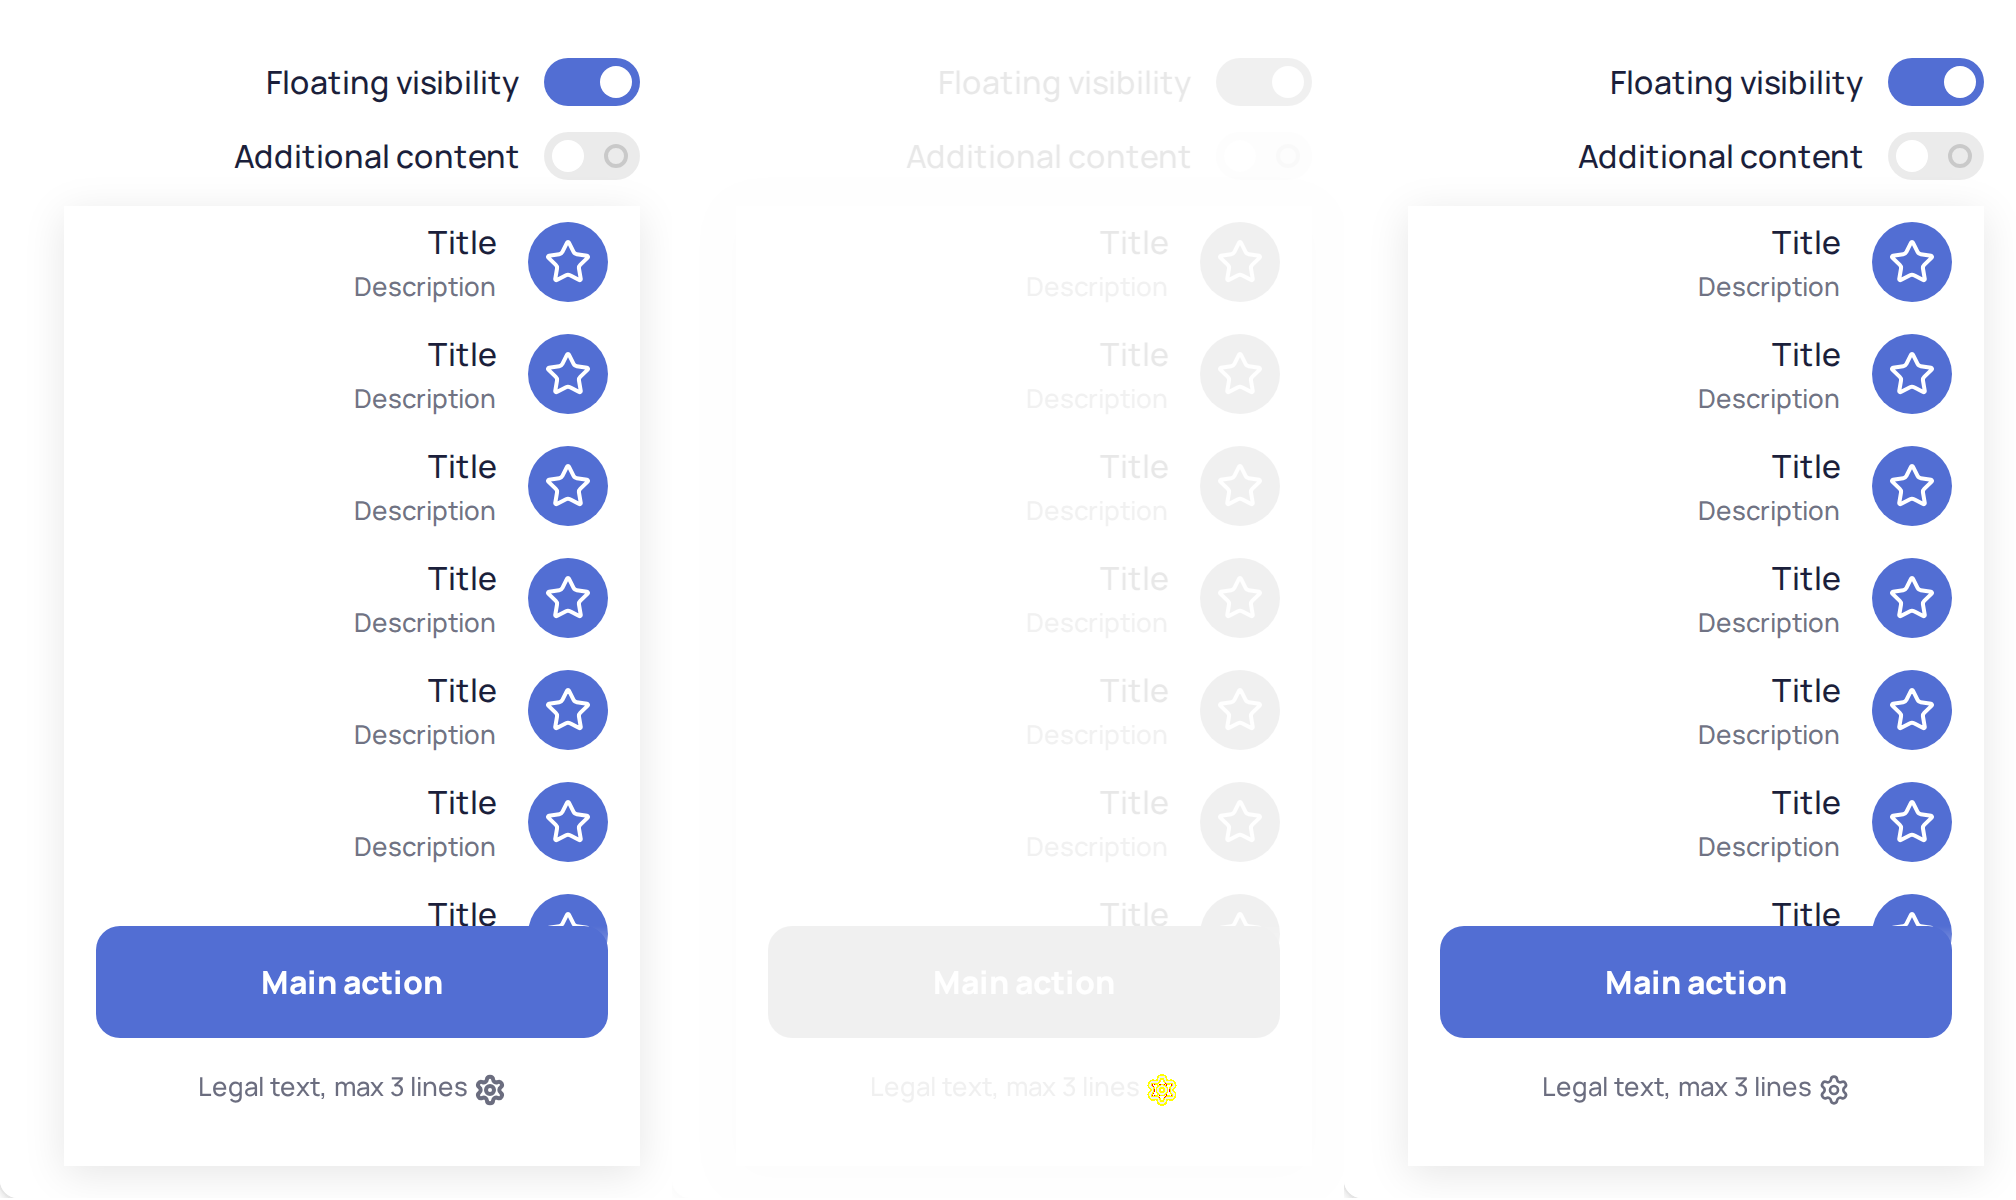 Floating visibility
Additional content
Title
Description
Title
Description
Title
Description
Title
Description
Title
Description
Title
Description
Title
Main action
Legal text, max 3 lines
Floating visibility
Additional content
Title
Description
Title
Description
Title
Description
Title
Description
Title
Description
Title
Description
Title
Main action
Legal text, max 3 lines
Floating visibility
Additional content
Title
Description
Title
Description
Title
Description
Title
Description
Title
Description
Title
Description
Title
Main action
Legal text, max 3 lines